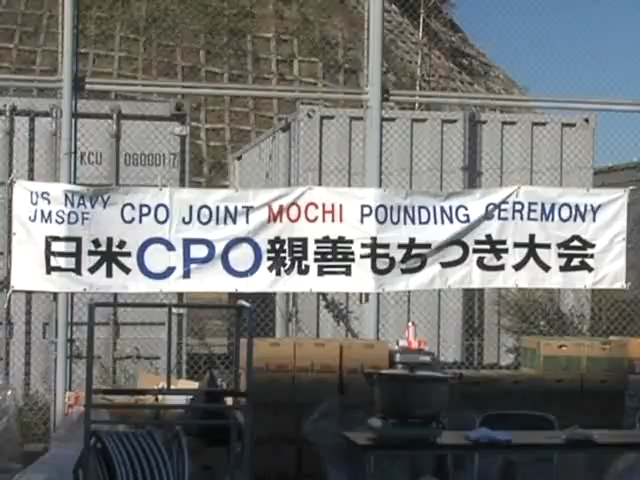 KCU 080001 7
US NAVY
JMSDF CPO JOINT MOCHI POUNDING CEREMONY
日米CPO親善もちつき大会